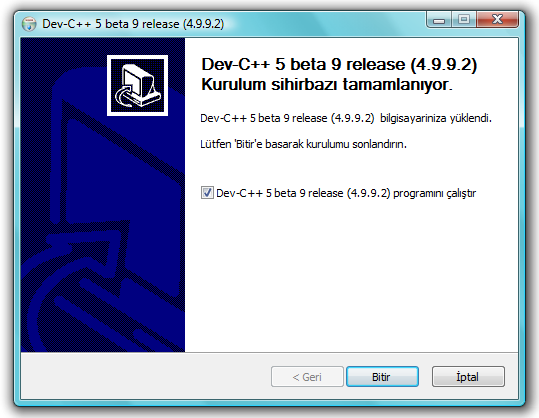 Dev-C++ 5 beta 9 release (4.9.9.2)
Dev-C++ 5 beta 9 release (4.9.9.2)
Kurulum sihirbazı tamamlanıyor.
Dev-C++ 5 beta 9 release (4.9.9.2) bilgisayariniza yüklendi.
Lütfen 'Bitir'e basarak kurulumu sonlandırın.
Dev-C++ 5 beta 9 release (4.9.9.2) programını çalıştır
< Geri
Bitir
İptal